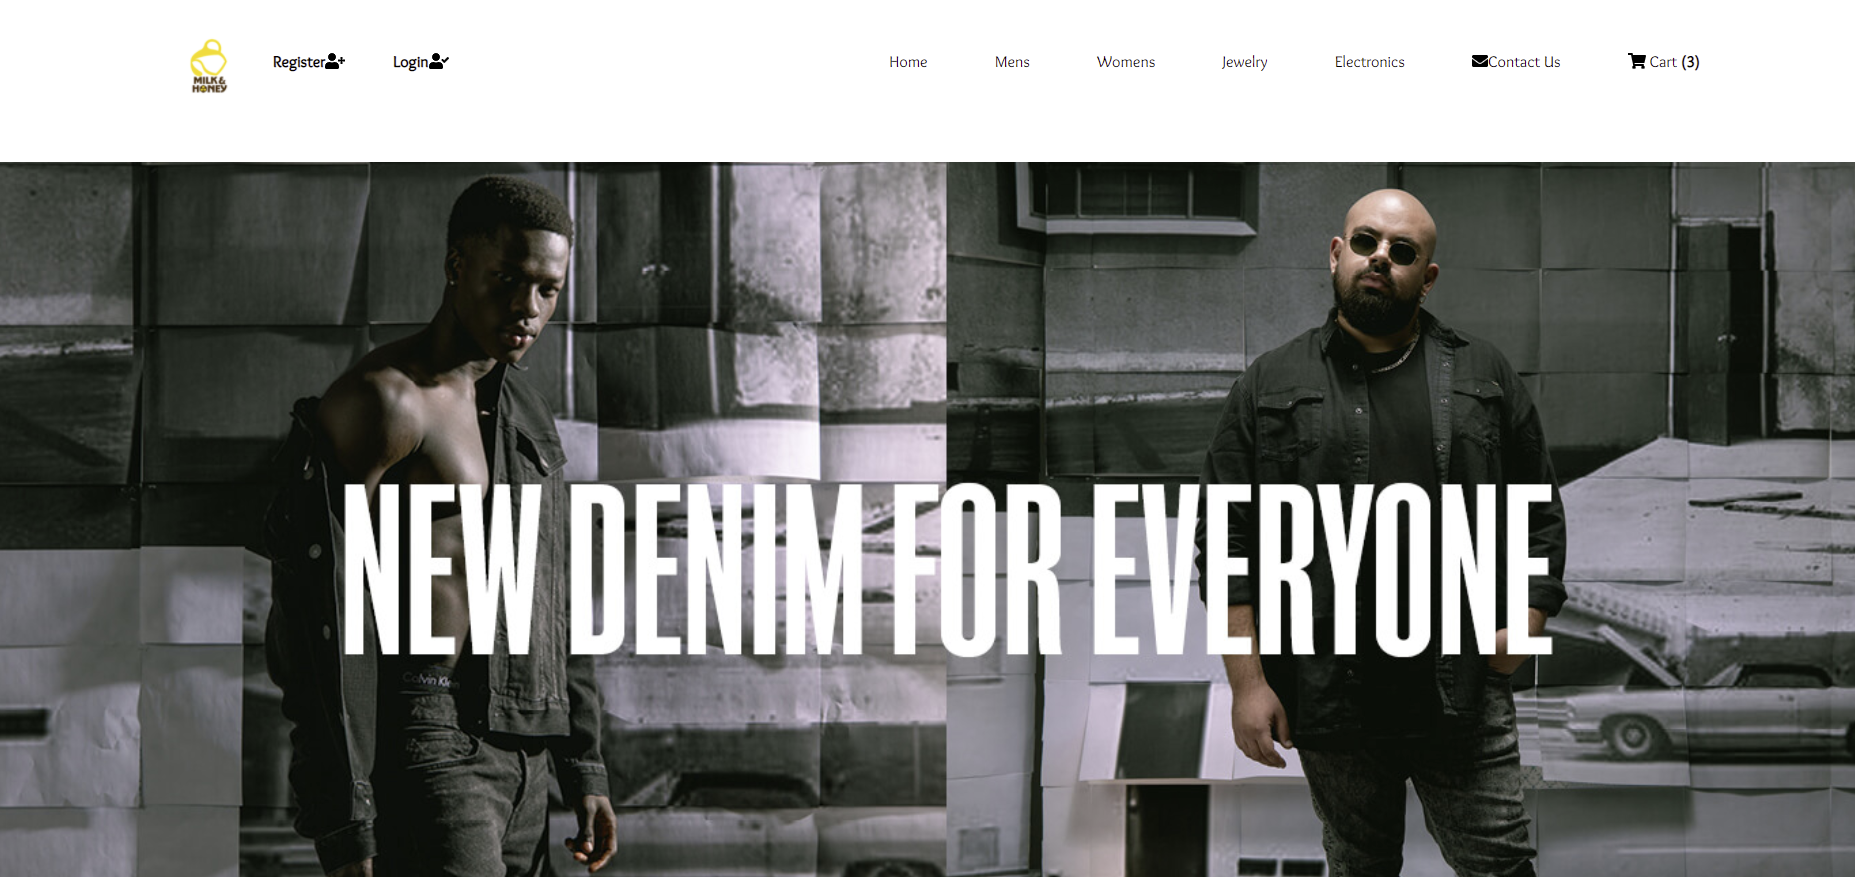 MILK &
HONEY
Register
Login
Home
Mens
Womens
Jewelry
Electronics
Contact Us
Cart (3)
NEW DENIM FOR EVERYONE
Calvin Klein